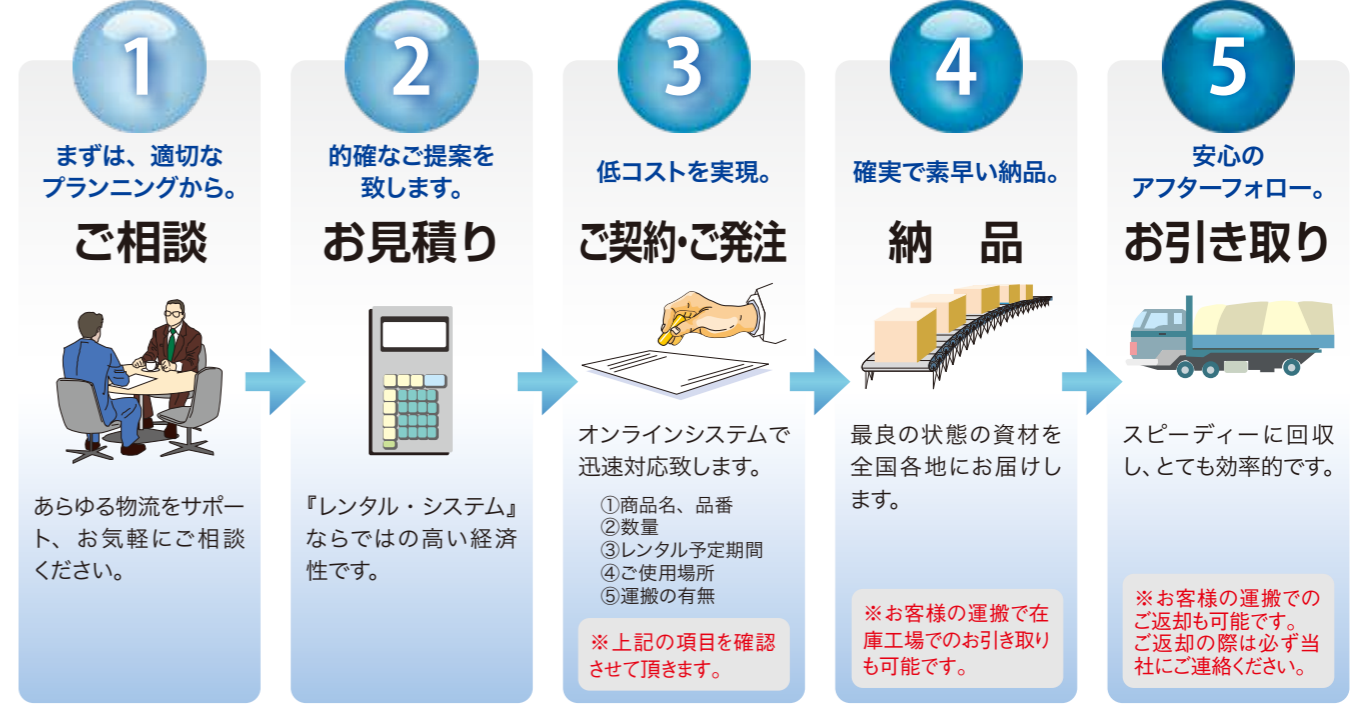 1
まずは、適切な
プランニングから。
ご相談
あらゆる物流をサポー
ト、お気軽にご相談
ください。
2
的確なご提案を
致します。
お見積り
『レンタル・システム』
ならではの高い経済
性です。
3
低コストを実現。
ご契約・ご発注
オンラインシステムで
迅速対応致します。
①商品名、品番
②数量
③レンタル予定期間
④ご使用場所
⑤運搬の有無
※上記の項目を確認
させて頂きます。
4
確実で素早い納品。
納　品
最良の状態の資材を
全国各地にお届けし
ます。
※お客様の運搬で在
庫工場でのお引き取り
も可能です。
5
安心の
アフターフォロー。
お引き取り
スピーディーに回収
し、とても効率的です。
※お客様の運搬での
ご返却も可能です。
ご返却の際は必ず当
社にご連絡ください。